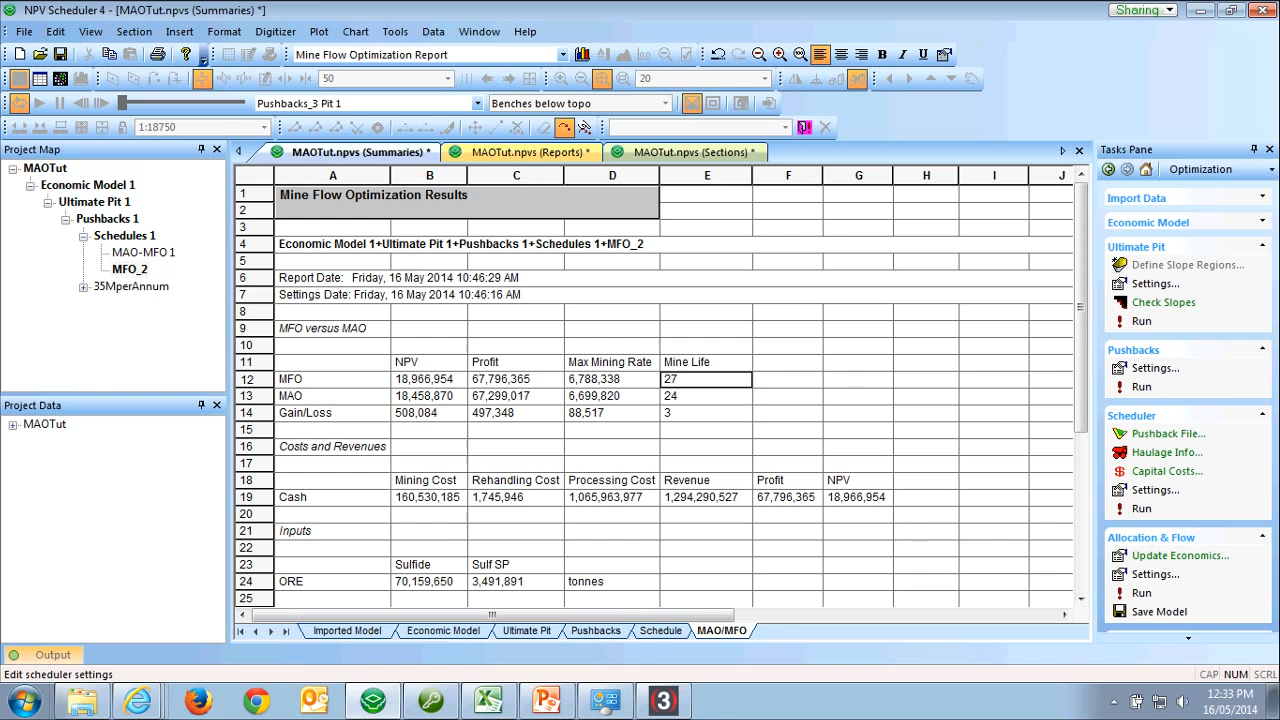 NPV Scheduler 4 - [MAOTut.npvs (Summaries) *]
Sharing
File Edit View Section Insert Format Digitizer Plot Chart Tools Data Window Help
Mine Flow Optimization Report
50
20
Pushbacks_3 Pit 1
Benches below topo
1:18750
Project Map
MAOTut
Economic Model 1
Ultimate Pit 1
Pushbacks 1
Schedules 1
MAO-MFO 1
MFO_2
35MperAnnum
Project Data
MAOTut
MAOTut.npvs (Summaries) *
MAOTut.npvs (Reports) *
MAOTut.npvs (Sections) *
A B C D E F G H I J
1 Mine Flow Optimization Results
2
3
4 Economic Model 1+Ultimate Pit 1+Pushbacks 1+Schedules 1+MFO_2
5
6 Report Date: Friday, 16 May 2014 10:46:29 AM
7 Settings Date: Friday, 16 May 2014 10:46:16 AM
8
9 MFO versus MAO
10
11 NPV Profit Max Mining Rate Mine Life
12 MFO 18,966,954 67,796,365 6,788,338 27
13 MAO 18,458,870 67,299,017 6,699,820 24
14 Gain/Loss 508,084 497,348 88,517 3
15
16 Costs and Revenues
17
18 Mining Cost Rehandling Cost Processing Cost Revenue Profit NPV
19 Cash 160,530,185 1,745,946 1,065,963,977 1,294,290,527 67,796,365 18,966,954
20
21 Inputs
22
23 Sulfide Sulf SP
24 ORE 70,159,650 3,491,891 tonnes
25
Imported Model Economic Model Ultimate Pit Pushbacks Schedule MAO/MFO
Tasks Pane
Optimization
Import Data
Economic Model
Ultimate Pit
Define Slope Regions...
Settings...
Check Slopes
Run
Pushbacks
Settings...
Run
Scheduler
Pushback File...
Haulage Info...
Capital Costs...
Settings...
Run
Allocation & Flow
Update Economics...
Settings...
Run
Save Model
Output
Edit scheduler settings
CAP NUM SCRL
3
12:33 PM
16/05/2014